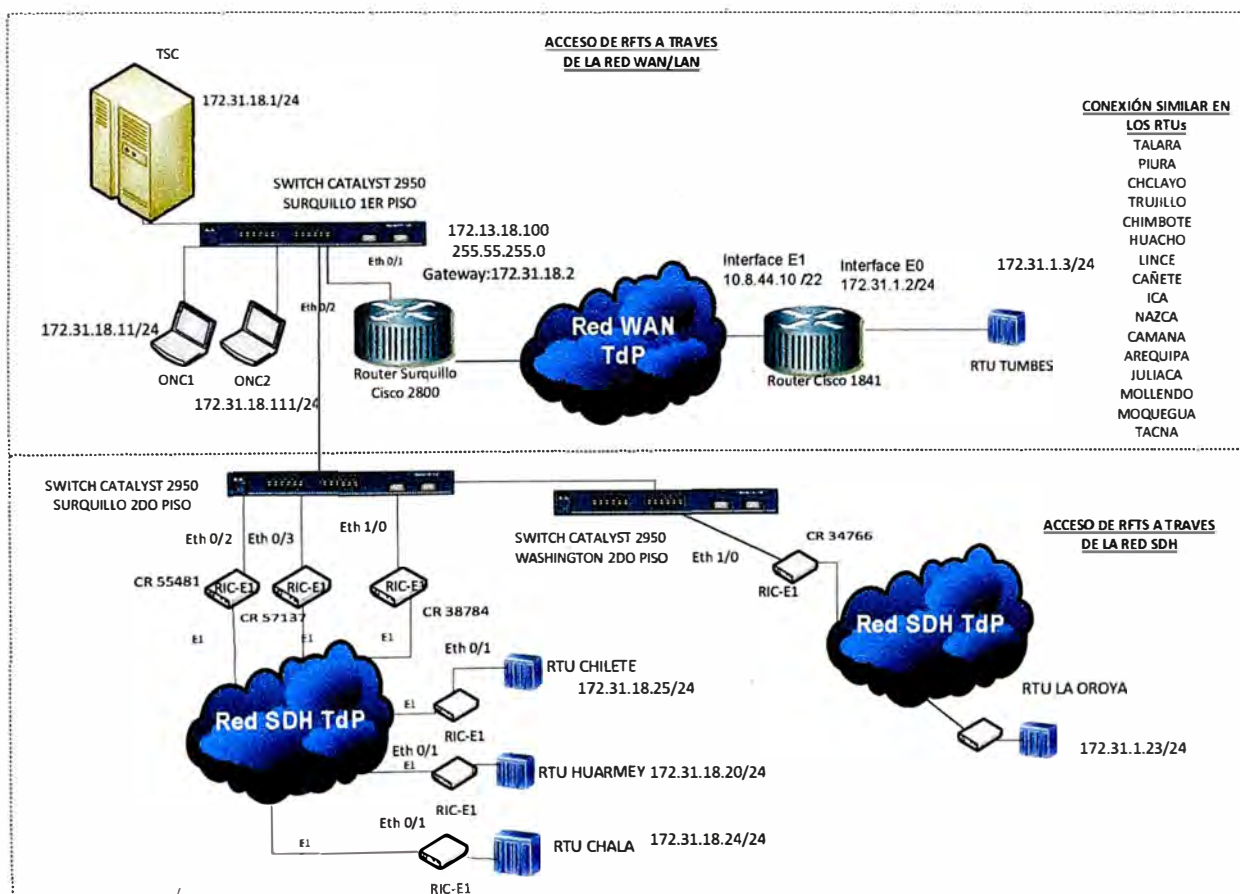 ACCESO DE RFTS A TRAVES
DE LA RED WAN/LAN
TSC
172.31.18.1/24
CONEXIÓN SIMILAR EN
LOS RTUs
TALARA
PIURA
CHCLAYO
TRUJILLO
CHIMBOTE
HUACHO
LINCE
CAÑETE
ICA
NAZCA
CAMANA
AREQUIPA
JULIACA
MOLLENDO
MOQUEGUA
TACNA
SWITCH CATALYST 2950
SURQUILLO 1ER PISO
172.13.18.100
255.55.255.0
Gateway:172.31.18.2
Eth 0/1
Eth 0/2
Interface E1
10.8.44.10 /22
Interface E0
172.31.1.2/24
172.31.1.3/24
172.31.18.11/24
ONC1
ONC2
172.31.18.111/24
Router Surquillo
Cisco 2800
Red WAN
TdP
Router Cisco 1841
RTU TUMBES
SWITCH CATALYST 2950
SURQUILLO 2DO PISO
SWITCH CATALYST 2950
WASHINGTON 2DO PISO
ACCESO DE RFTS A TRAVES
DE LA RED SDH
Eth 0/2
Eth 0/3
Eth 1/0
Eth 1/0
CR 34766
RIC-E1
CR 55481
RIC-E1
RIC-E1
RIC-E1
CR 57137
CR 38784
E1
E1
E1
Red SDH TdP
Red SDH TdP
Eth 0/1
RTU CHILETE
172.31.18.25/24
E1
RIC-E1
Eth 0/1
E1
RTU HUARMEY
172.31.18.20/24
RIC-E1
Eth 0/1
E1
RTU CHALA
172.31.18.24/24
RIC-E1
RTU LA OROYA
172.31.1.23/24